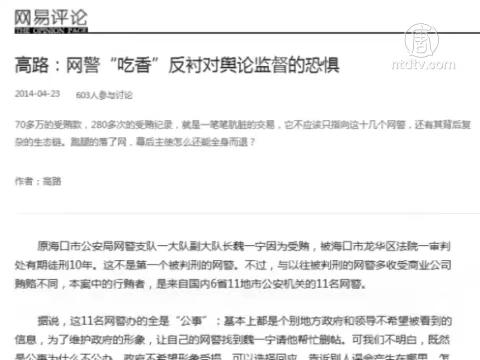 网易评论
THE OPINION PAGE
唐
ntdtv.com
高路：网警“吃香”反衬对舆论监督的恐惧
2014-04-23 603人参与讨论
70多万的受贿款，280多次的受贿纪录，就是一笔笔肮脏的交易，它不应该只指向这十几个网警，还有其背后复
杂的生态链。跑腿的落了网，幕后主使怎么还能全身而退？
作者：高路
原海口市公安局网警支队一大队副大队长魏一宁因为受贿，被海口市龙华区法院一审判
处有期徒刑10年。这不是第一个被判刑的网警。不过，与以往被判刑的网警多收受商业公司
贿赂不同，本案中的行贿者，是来自国内6省11地市公安机关的11名网警。
据说，这11名网警办的全是“公事”：基本上都是个别地方政府和领导不希望被看到的
信息，为了维护政府的形象，让自己的网警找到魏一宁请他帮忙删帖。可我们不明白，既然
是公事为什么不公办，政府不希望形象受损，可以选择回应，告诉别人误会产生在哪里，怎